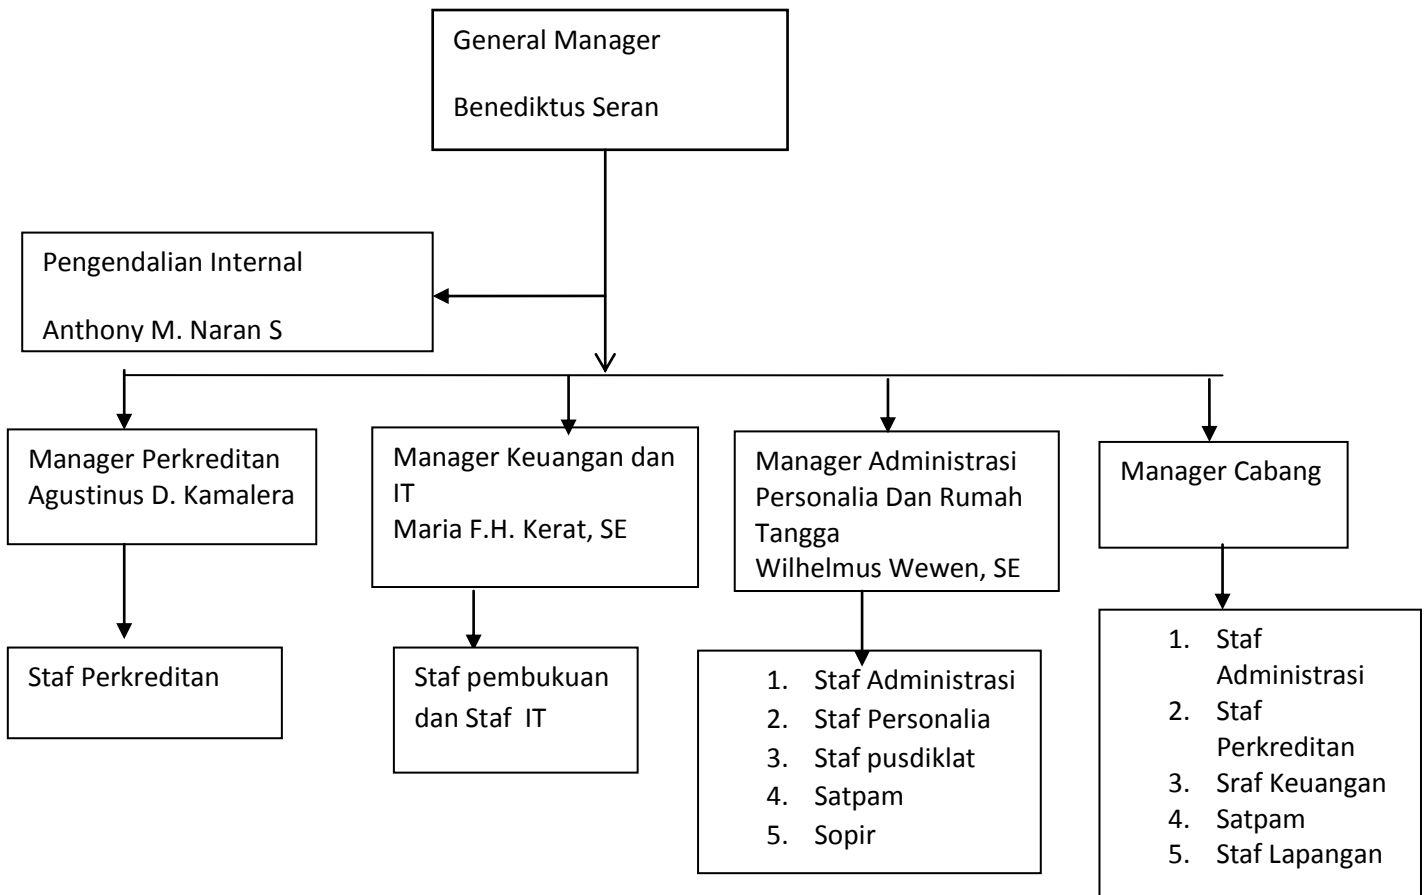 General Manager
Benediktus Seran
Pengendalian Internal
Anthony M. Naran S
Manager Perkreditan
Agustinus D. Kamalera
Manager Keuangan dan
IT
Maria F.H. Kerat, SE
Manager Administrasi
Personalia Dan Rumah
Tangga
Wilhelmus Wewen, SE
Manager Cabang
Staf Perkreditan
Staf pembukuan
dan Staf IT
1. Staf Administrasi
2. Staf Personalia
3. Staf pusdiklat
4. Satpam
5. Sopir
1. Staf
Administrasi
2. Staf
Perkreditan
3. Sraf Keuangan
4. Satpam
5. Staf Lapangan